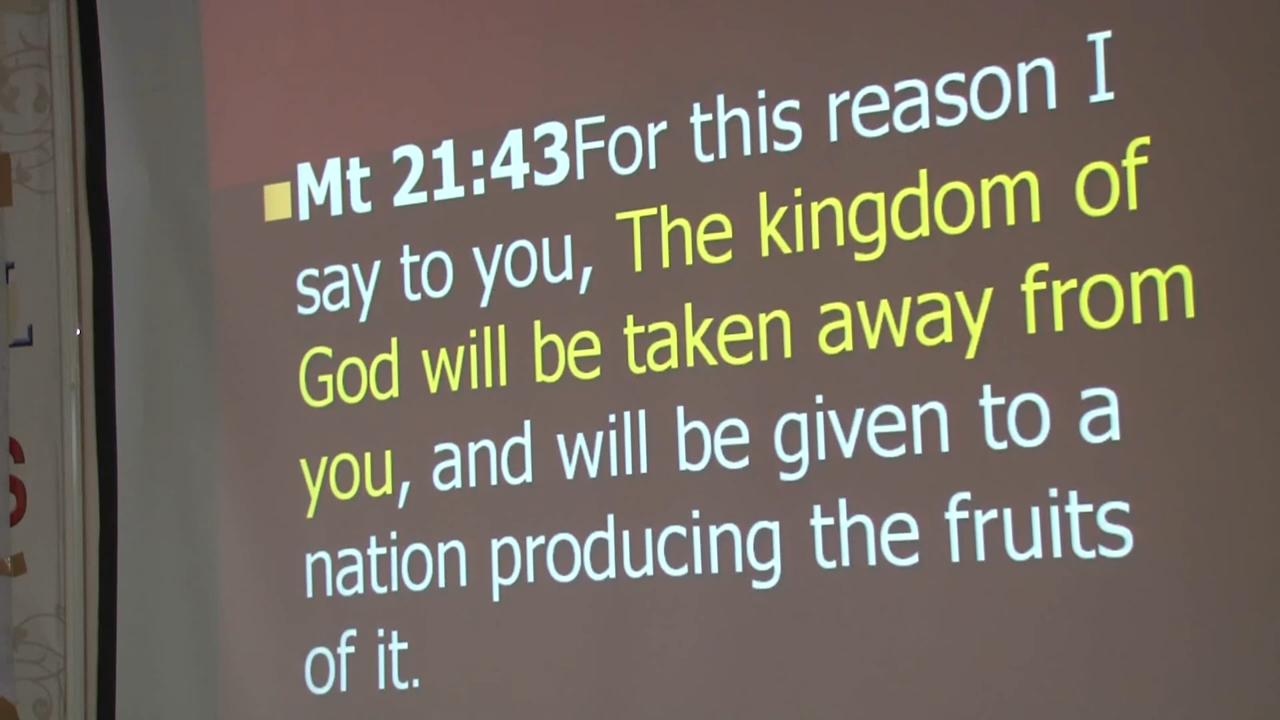 Mt 21:43For this reason I
say to you, The kingdom of
God will be taken away from
you, and will be given to a
nation producing the fruits
of it.